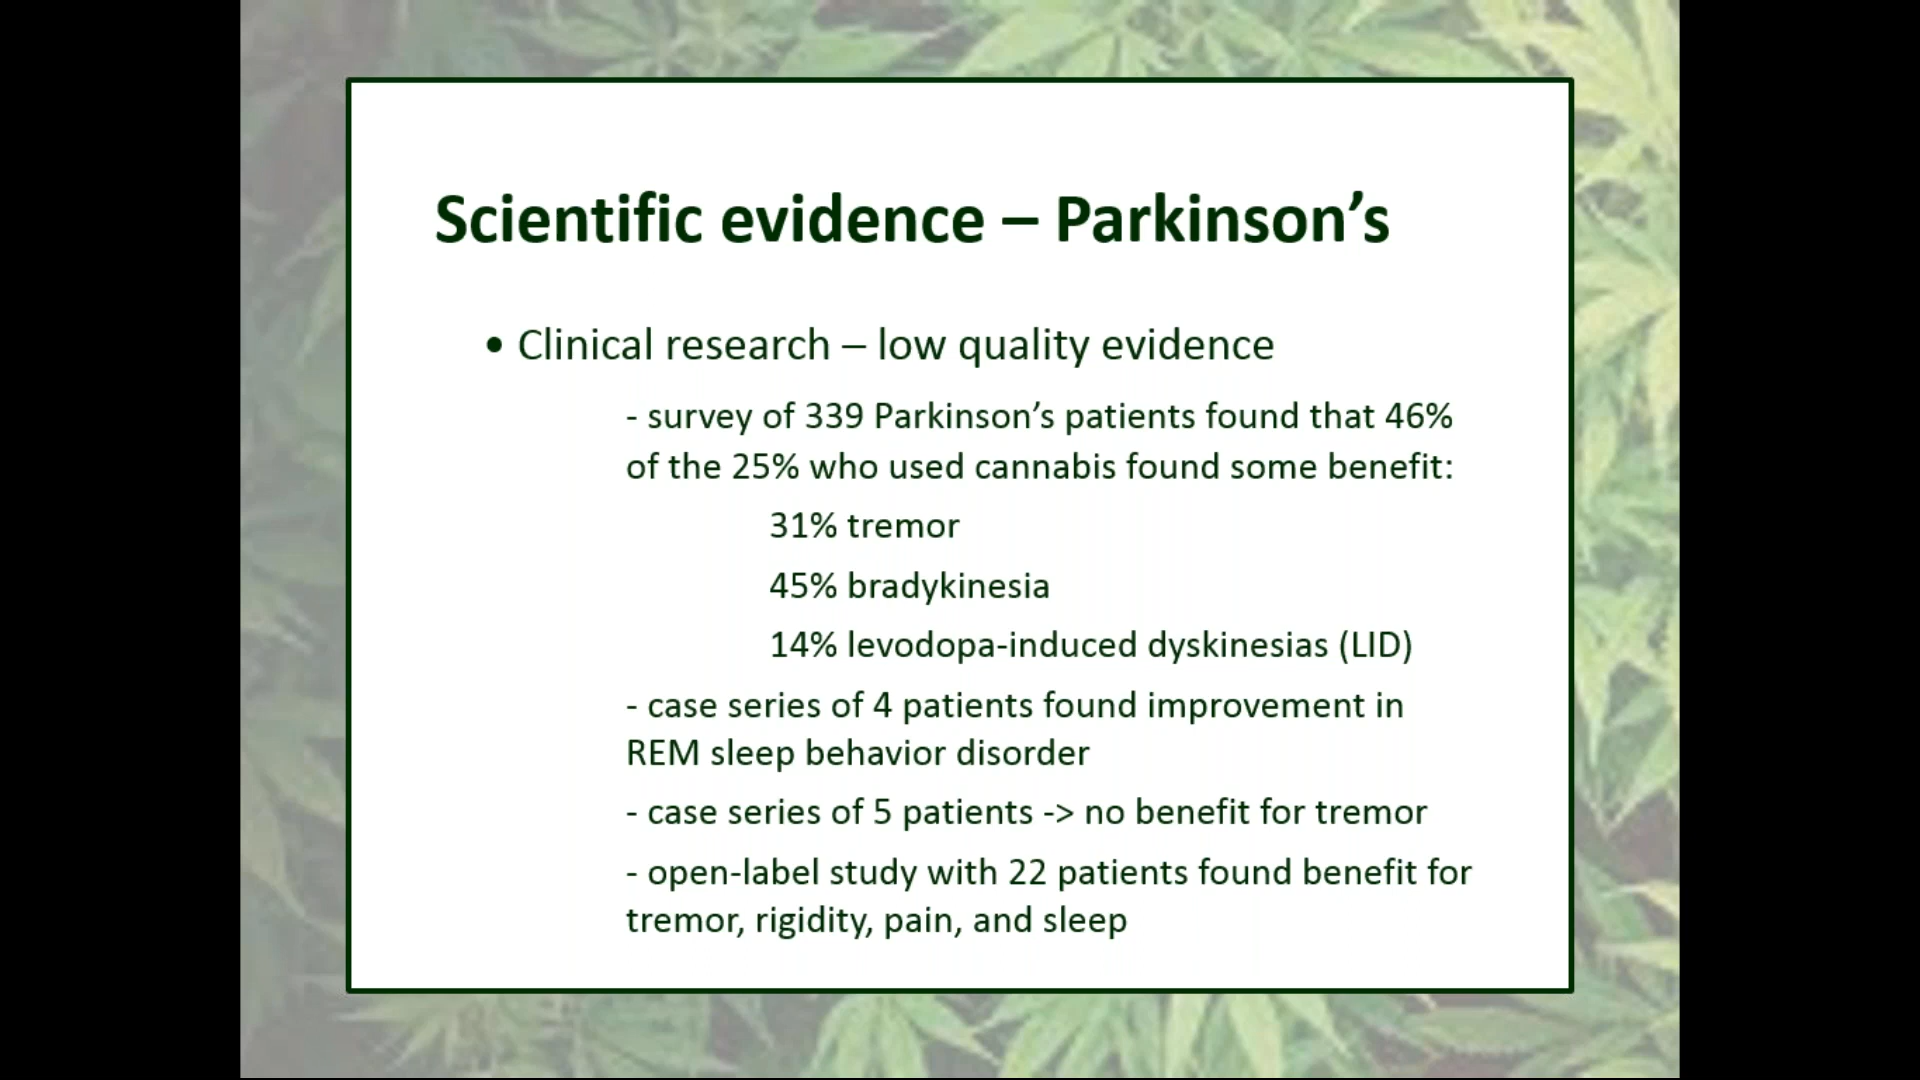 Scientific evidence – Parkinson’s
• Clinical research – low quality evidence
- survey of 339 Parkinson’s patients found that 46%
of the 25% who used cannabis found some benefit:
31% tremor
45% bradykinesia
14% levodopa-induced dyskinesias (LID)
- case series of 4 patients found improvement in
REM sleep behavior disorder
- case series of 5 patients -> no benefit for tremor
- open-label study with 22 patients found benefit for
tremor, rigidity, pain, and sleep